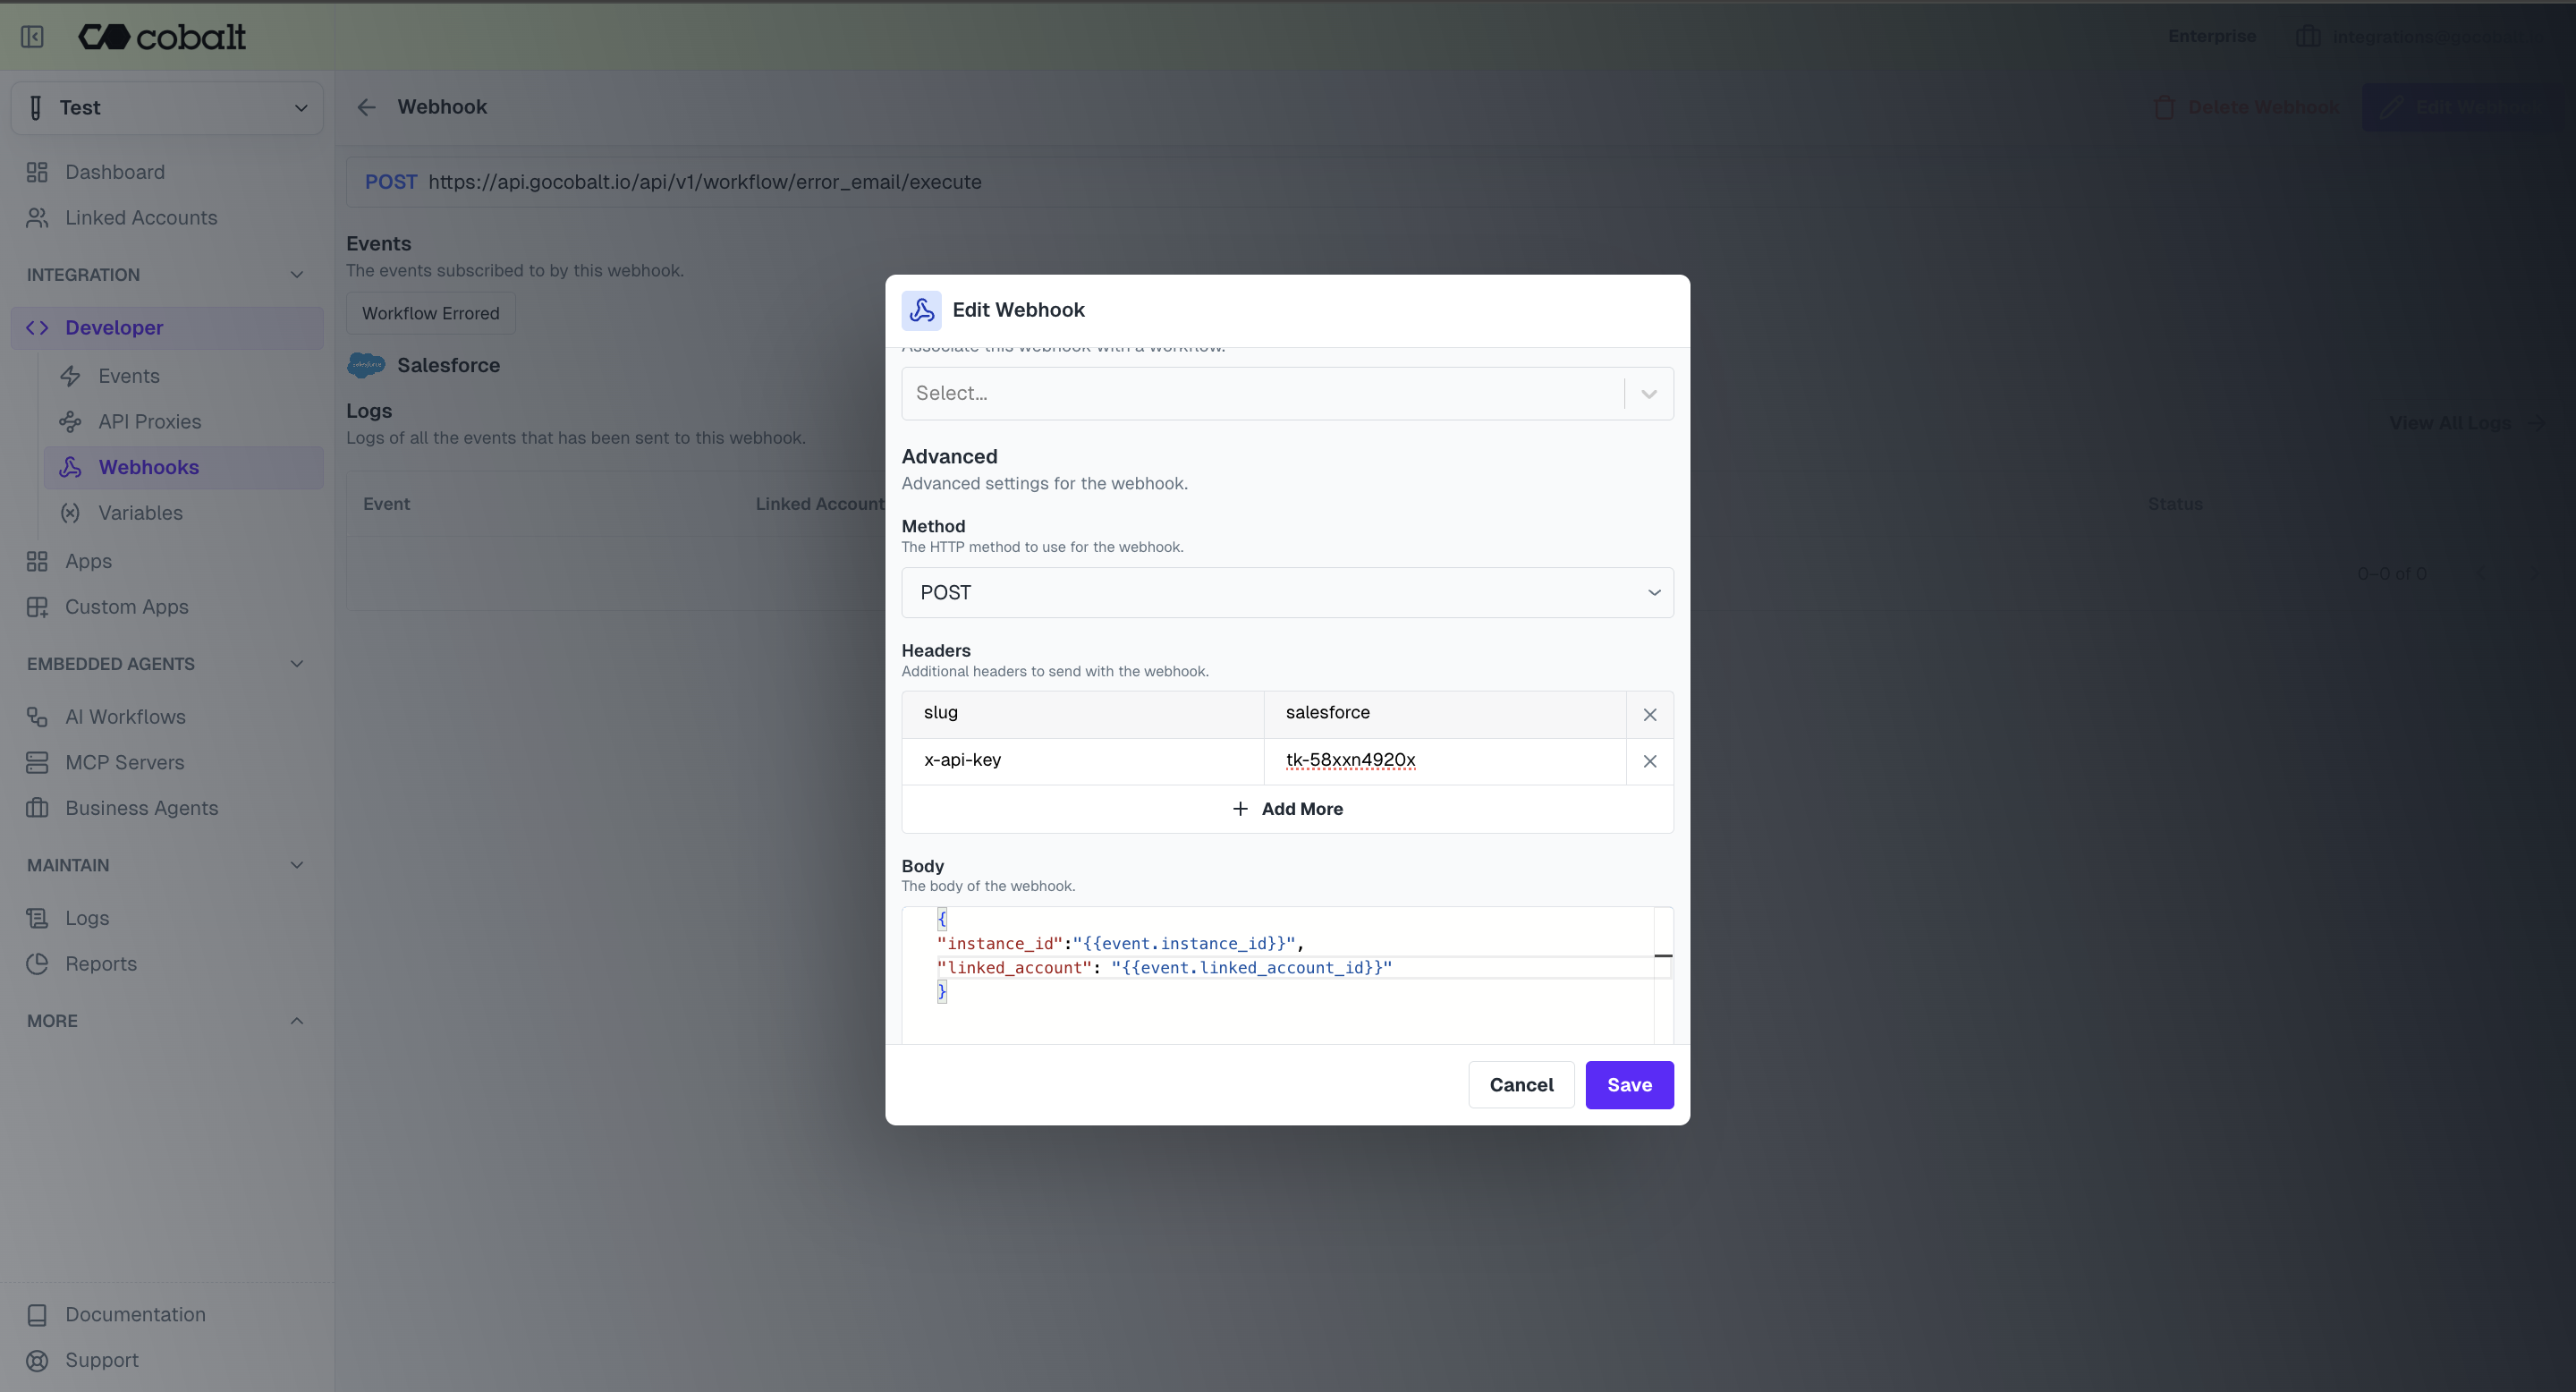 cobalt
Enterprise
Test
Webhook
Delete Webhook
Dashboard
Linked Accounts
INTEGRATION
Developer
Events
API Proxies
Webhooks
Variables
Apps
Custom Apps
EMBEDDED AGENTS
AI Workflows
MCP Servers
Business Agents
MAINTAIN
Logs
Reports
MORE
Documentation
Support
POST https://api.gocobalt.io/api/v1/workflow/error_email/execute
Events
The events subscribed to by this webhook.
Workflow Errored
salesforce Salesforce
Logs
Logs of all the events that has been sent to this webhook.
View All Logs
Event Linked Account Status
0-0 of 0
Edit Webhook
Associate this webhook with a workflow.
Select...
Advanced
Advanced settings for the webhook.
Method
The HTTP method to use for the webhook.
POST
Headers
Additional headers to send with the webhook.
slug salesforce
x-api-key tk-58xxn4920x
+ Add More
Body
The body of the webhook.
{
"instance_id":"{{event.instance_id}}",
"linked_account": "{{event.linked_account_id}}"
}
Cancel Save